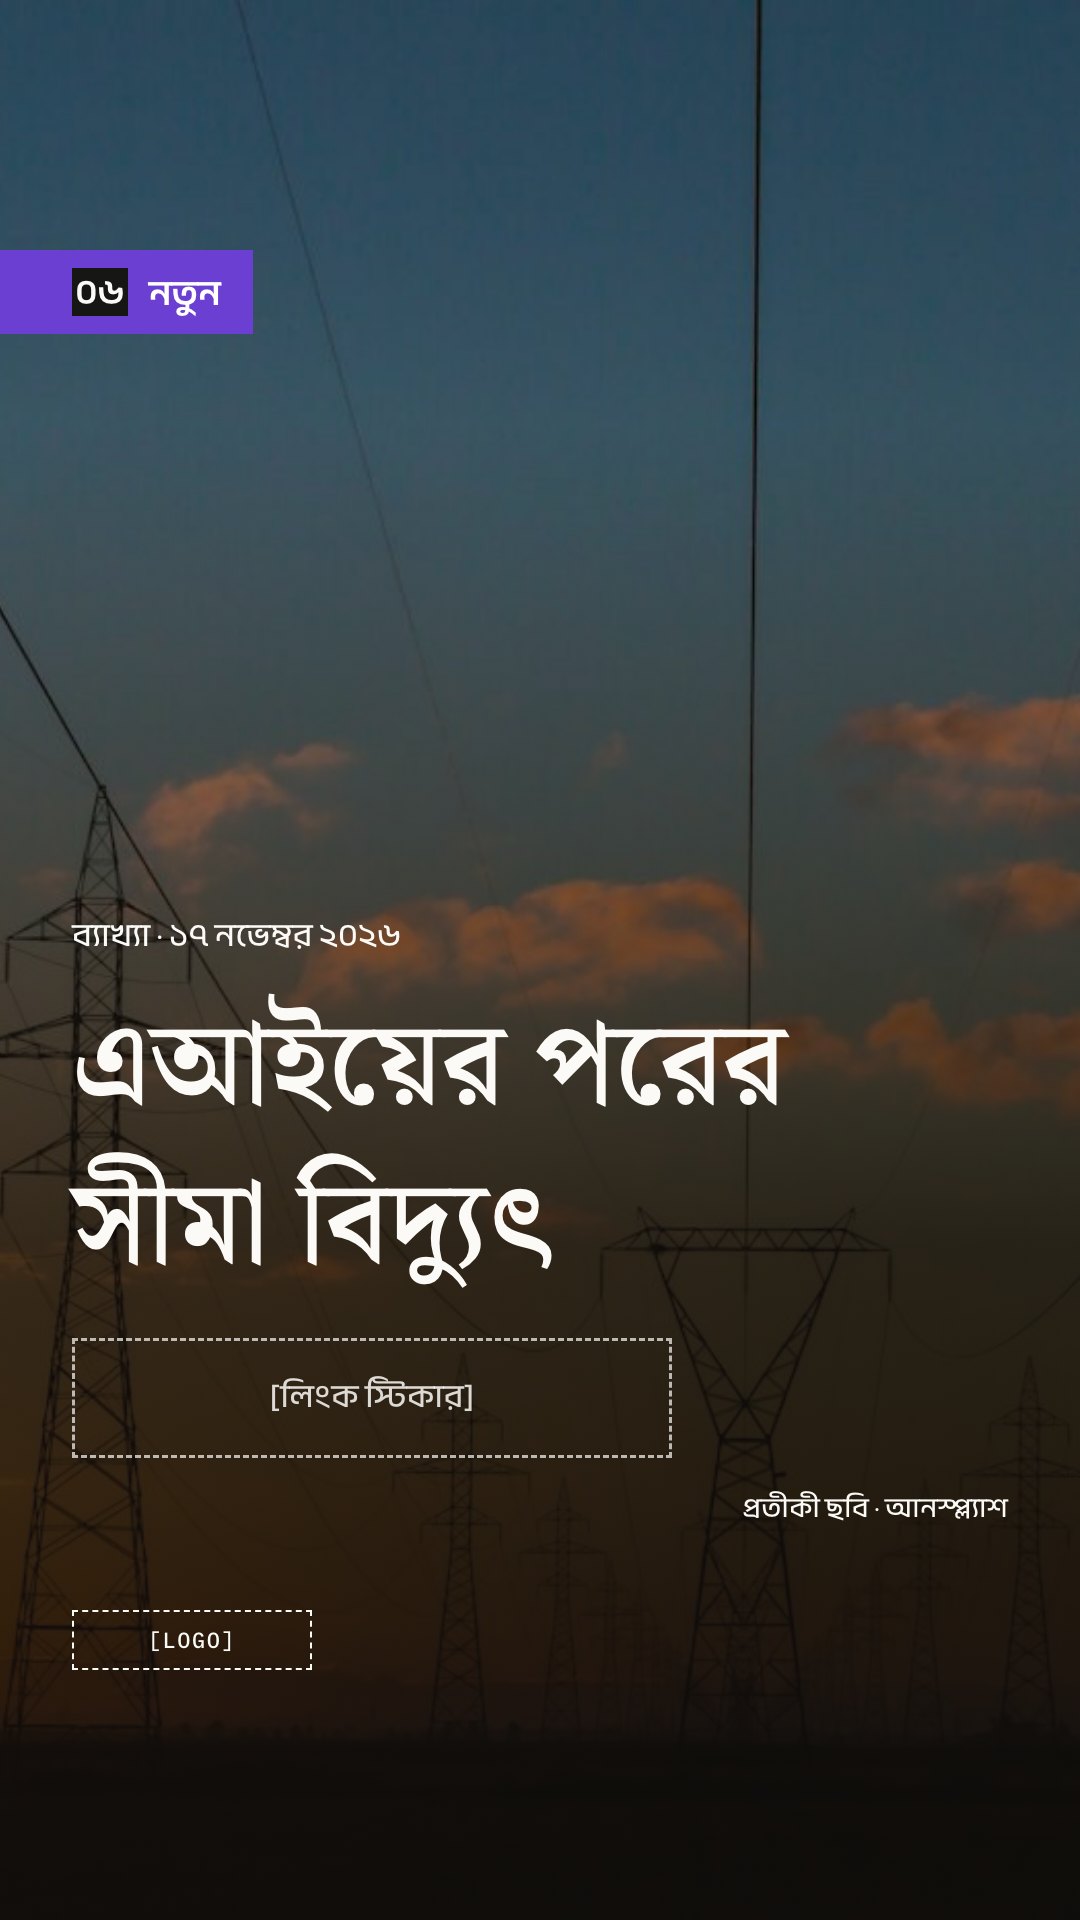 ০৬ নতুন
ব্যাখ্যা · ১৭ নভেম্বর ২০২৬
এআইয়ের পরের
সীমা বিদ্যুৎ
[লিংক স্টিকার]
প্রতীকী ছবি · আনস্প্ল্যাশ
[LOGO]